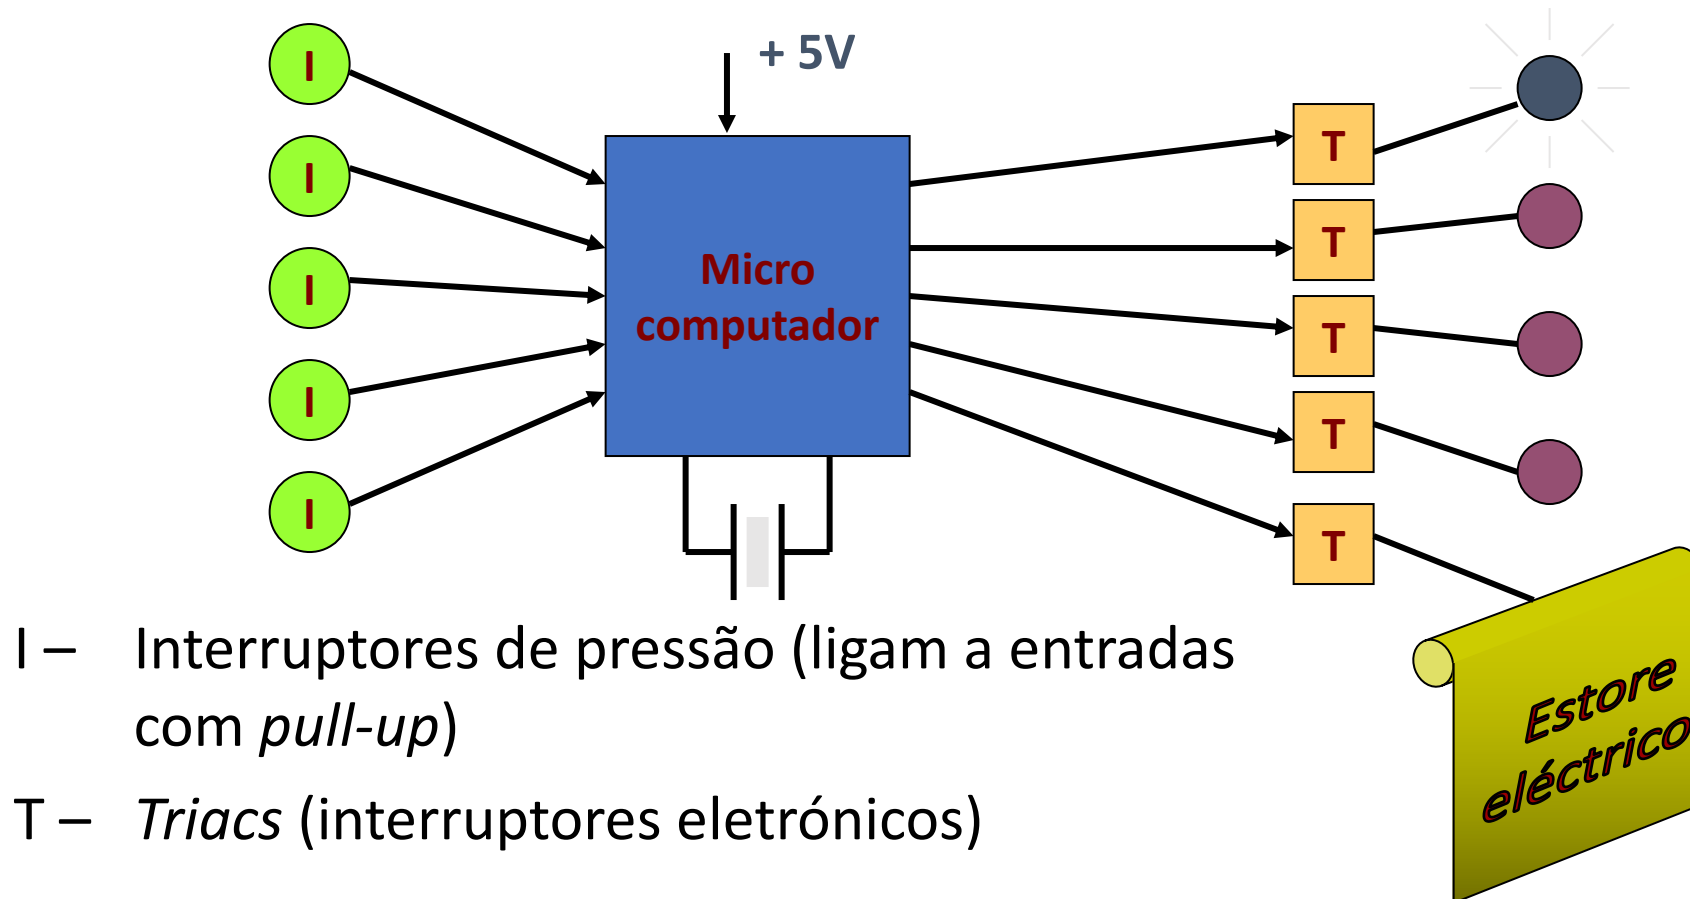 I
I
I
I
I
+ 5V
Micro
computador
T
T
T
T
T
I – Interruptores de pressão (ligam a entradas
com pull-up)
T – Triacs (interruptores eletrónicos)
Estore
eléctrico